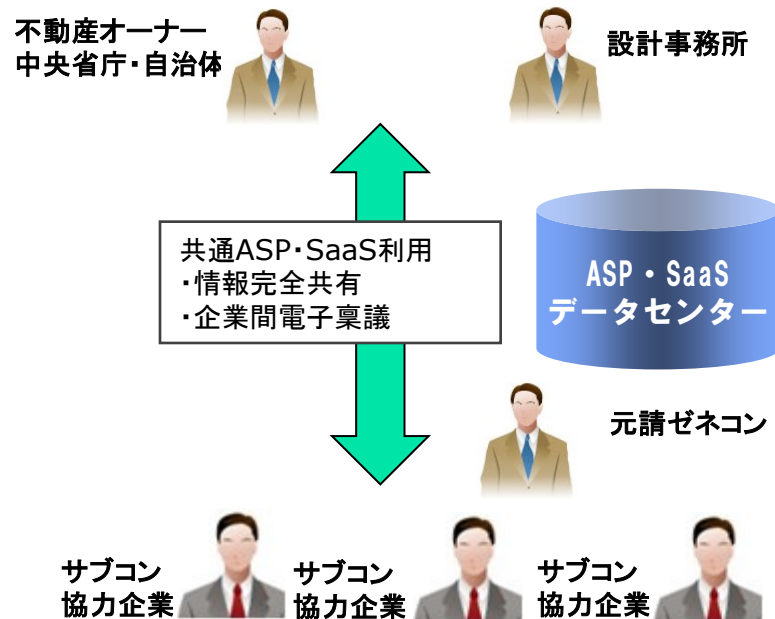 不動産オーナー
中央省庁・自治体
設計事務所
共通ASP・SaaS利用
・情報完全共有
・企業間電子稟議
ASP・SaaS
データセンター
元請ゼネコン
サブコン
協力企業
サブコン
協力企業
サブコン
協力企業